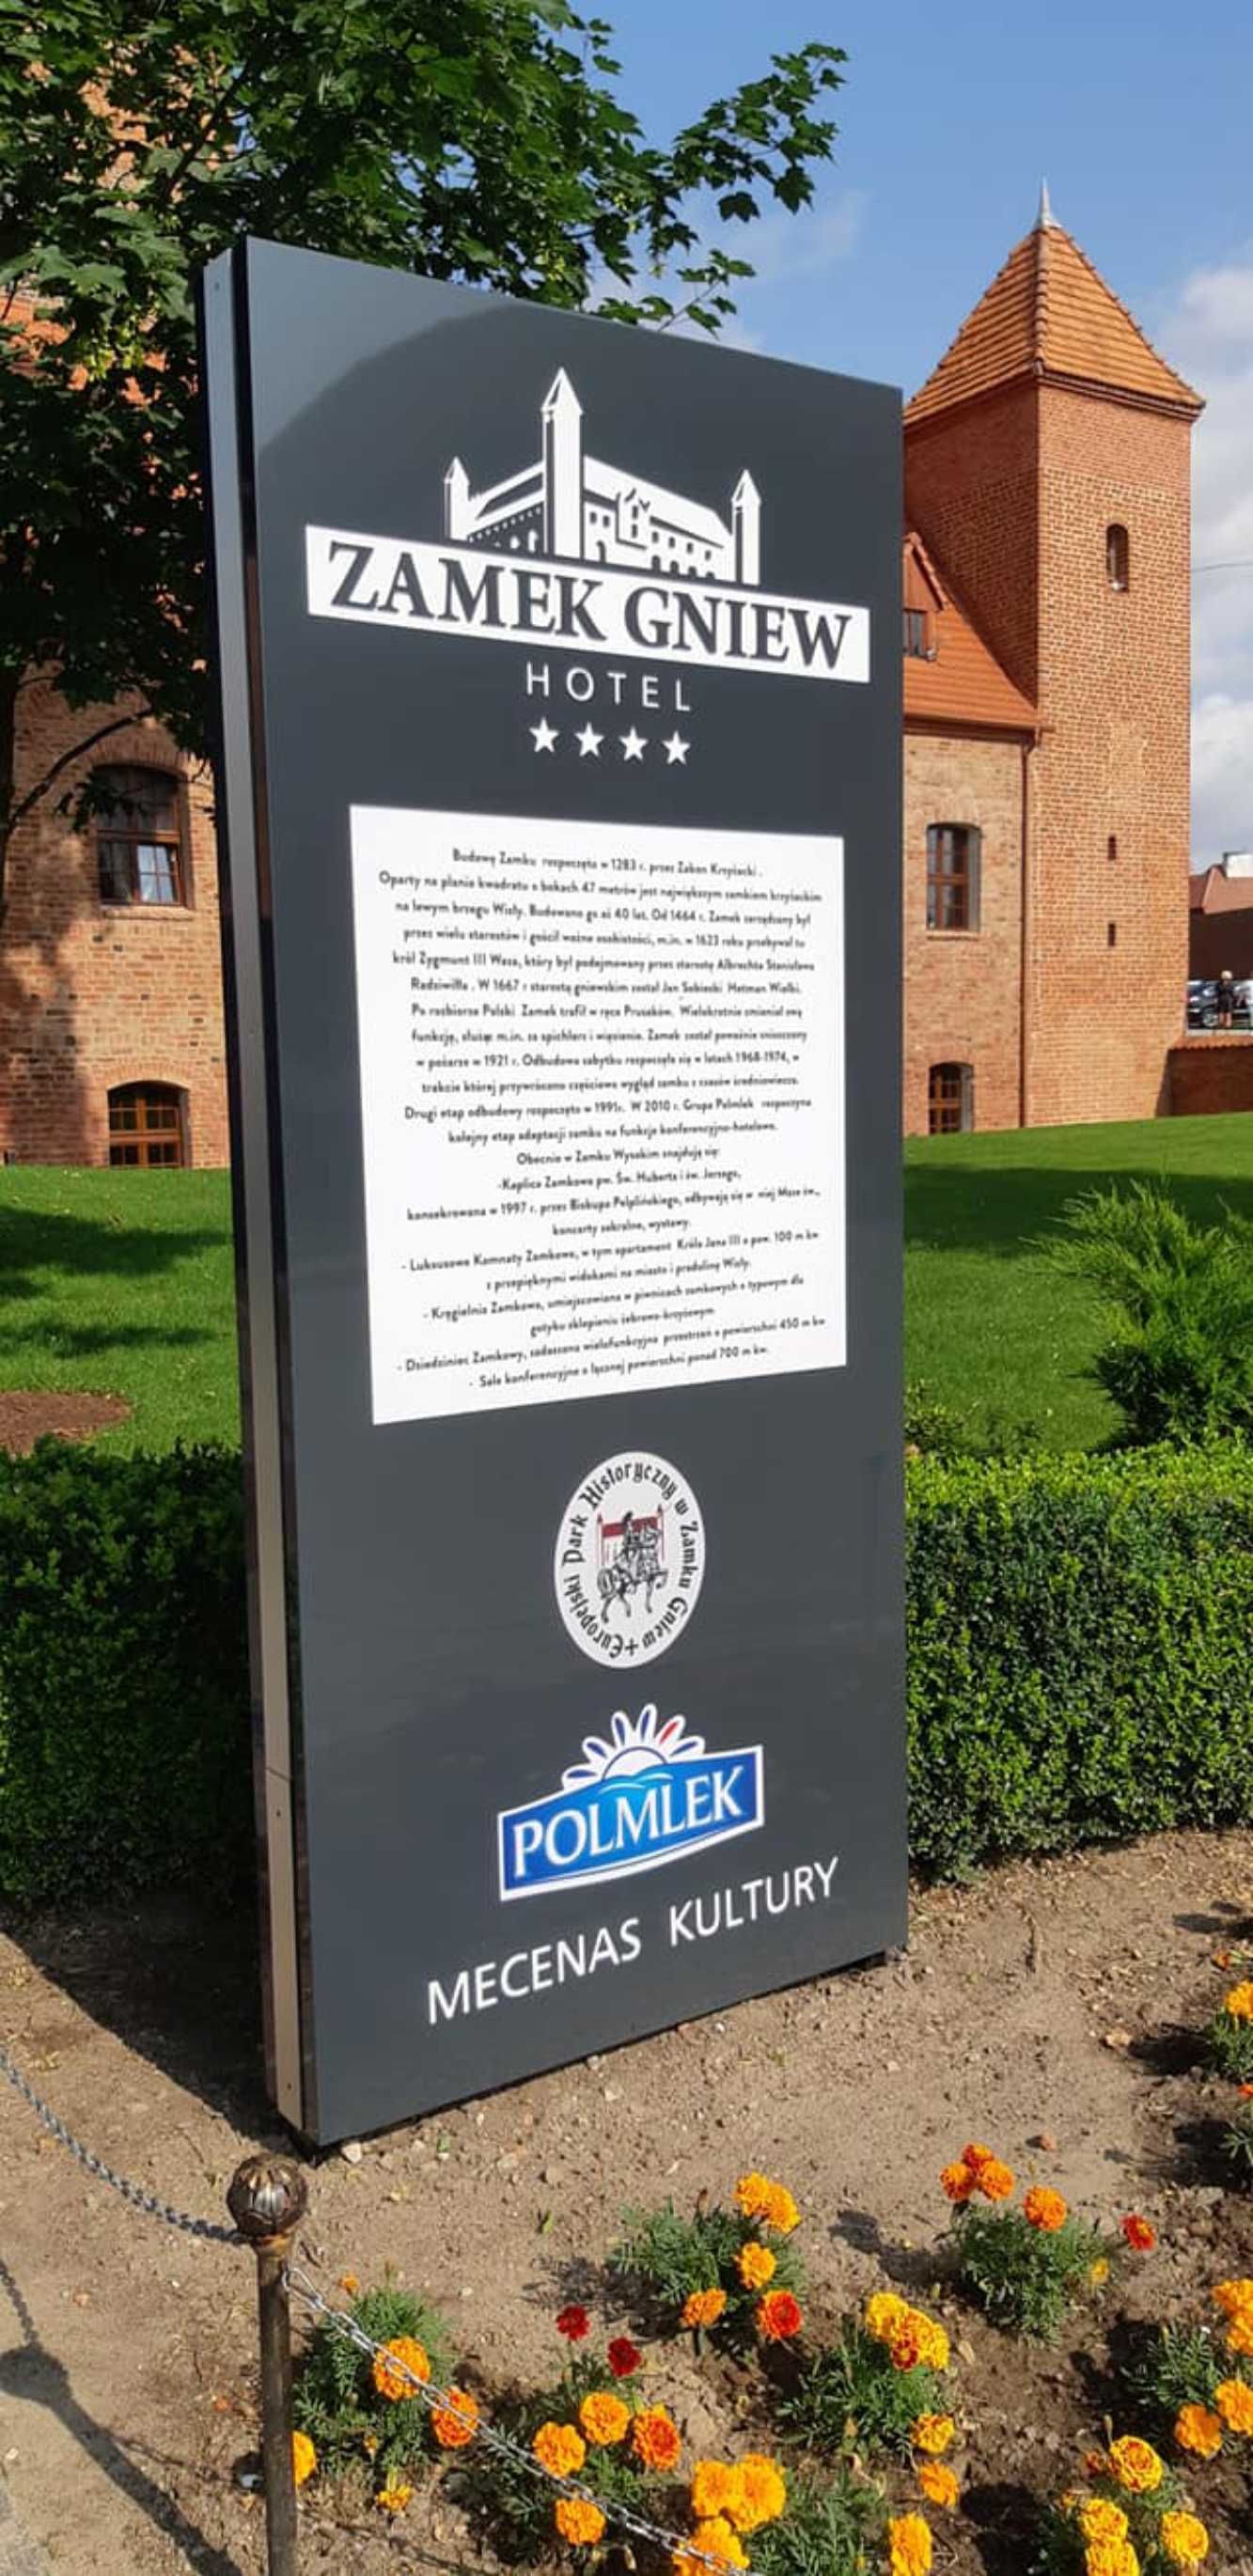 ZAMEK GNIEW
HOTEL
Budowę Zamku rozpoczęto w 1283 r. przez Zakon Krzyżacki.
Oparty na planie kwadratu o bokach 47 metrów jest największym zamkiem krzyżackim
na lewym brzegu Wisły. Budowano go aż 40 lat. Od 1464 r. Zamek zarządzany był
przez wielu starostów i gościł ważne osobistości, m.in. w 1623 roku przebywał tu
król Zygmunt III Waza, który był podejmowany przez starostę Albrechta Stanisława
Radziwiłła. W 1667 r starostą gniewskim został Jan Sobieski Hetman Wielki.
Po rozbiorze Polski Zamek trafił w ręce Prusaków. Wielokrotnie zmieniał swą
funkcję, służąc m.in. za spichlerz i więzienie. Zamek został poważnie zniszczony
w pożarze w 1921 r. Odbudowa zabytku rozpoczęła się w latach 1968-1974, w
trakcie której przywrócono częściowo wygląd zamku z czasów średniowiecza.
Drugi etap odbudowy rozpoczęto w 1991r. W 2010 r. Grupa Polmlek rozpoczyna
kolejny etap adaptacji zamku na funkcje konferencyjno-hotelowe.
Obecnie w Zamku Wysokim znajdują się:
-Kaplica Zamkowa pw. Św. Huberta i św. Jerzego,
konsekrowana w 1997 r. przez Biskupa Pelplińskiego, odbywają się w niej Msze św.,
koncerty sakralne, wystawy.
- Luksusowe Komnaty Zamkowe, w tym apartament Króla Jana III o pow. 100 m kw
z przepięknymi widokami na miasto i pradolinę Wisły.
- Kręgielnia Zamkowa, umiejscowiona w piwnicach zamkowych o typowym dla
gotyku sklepieniu żebrowo-krzyżowym
- Dziedziniec Zamkowy, zadaszona wielofunkcyjna przestrzeń o powierzchni 450 m kw
- Sale konferencyjne o łącznej powierzchni ponad 700 m kw.
Europejski Park Historyczny w Zamku Gniew +
POLMLEK
MECENAS KULTURY